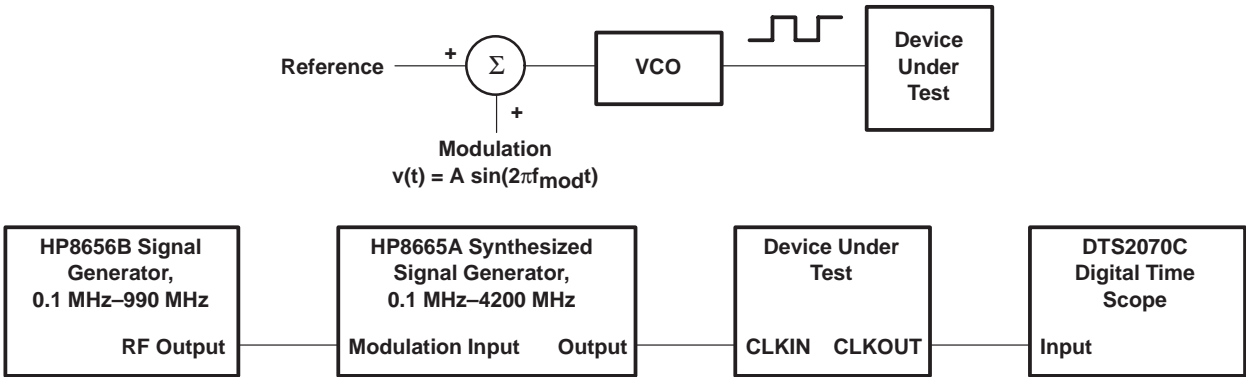 Reference
+
Σ
+
VCO
Device
Under
Test
Modulation
v(t) = A sin(2πfmodt)
HP8656B Signal
Generator,
0.1 MHz–990 MHz
RF Output
HP8665A Synthesized
Signal Generator,
0.1 MHz–4200 MHz
Modulation Input Output
Device Under
Test
CLKIN CLKOUT
DTS2070C
Digital Time
Scope
Input